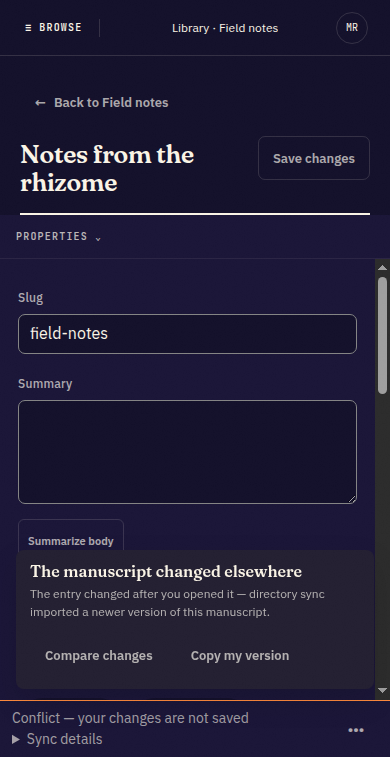 ≡ BROWSE
Library · Field notes
MR
← Back to Field notes
Notes from the
rhizome
Save changes
PROPERTIES ⌄
Slug
field-notes
Summary
Summarize body
The manuscript changed elsewhere
The entry changed after you opened it — directory sync
imported a newer version of this manuscript.
Compare changes
Copy my version
Conflict — your changes are not saved
▶ Sync details
•••